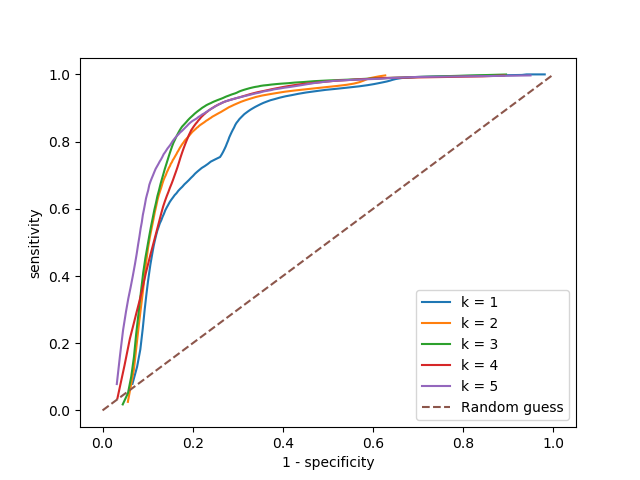 1.0
0.8
0.6
0.4
0.2
0.0
sensitivity
0.0 0.2 0.4 0.6 0.8 1.0
1 - specificity
k = 1
k = 2
k = 3
k = 4
k = 5
Random guess